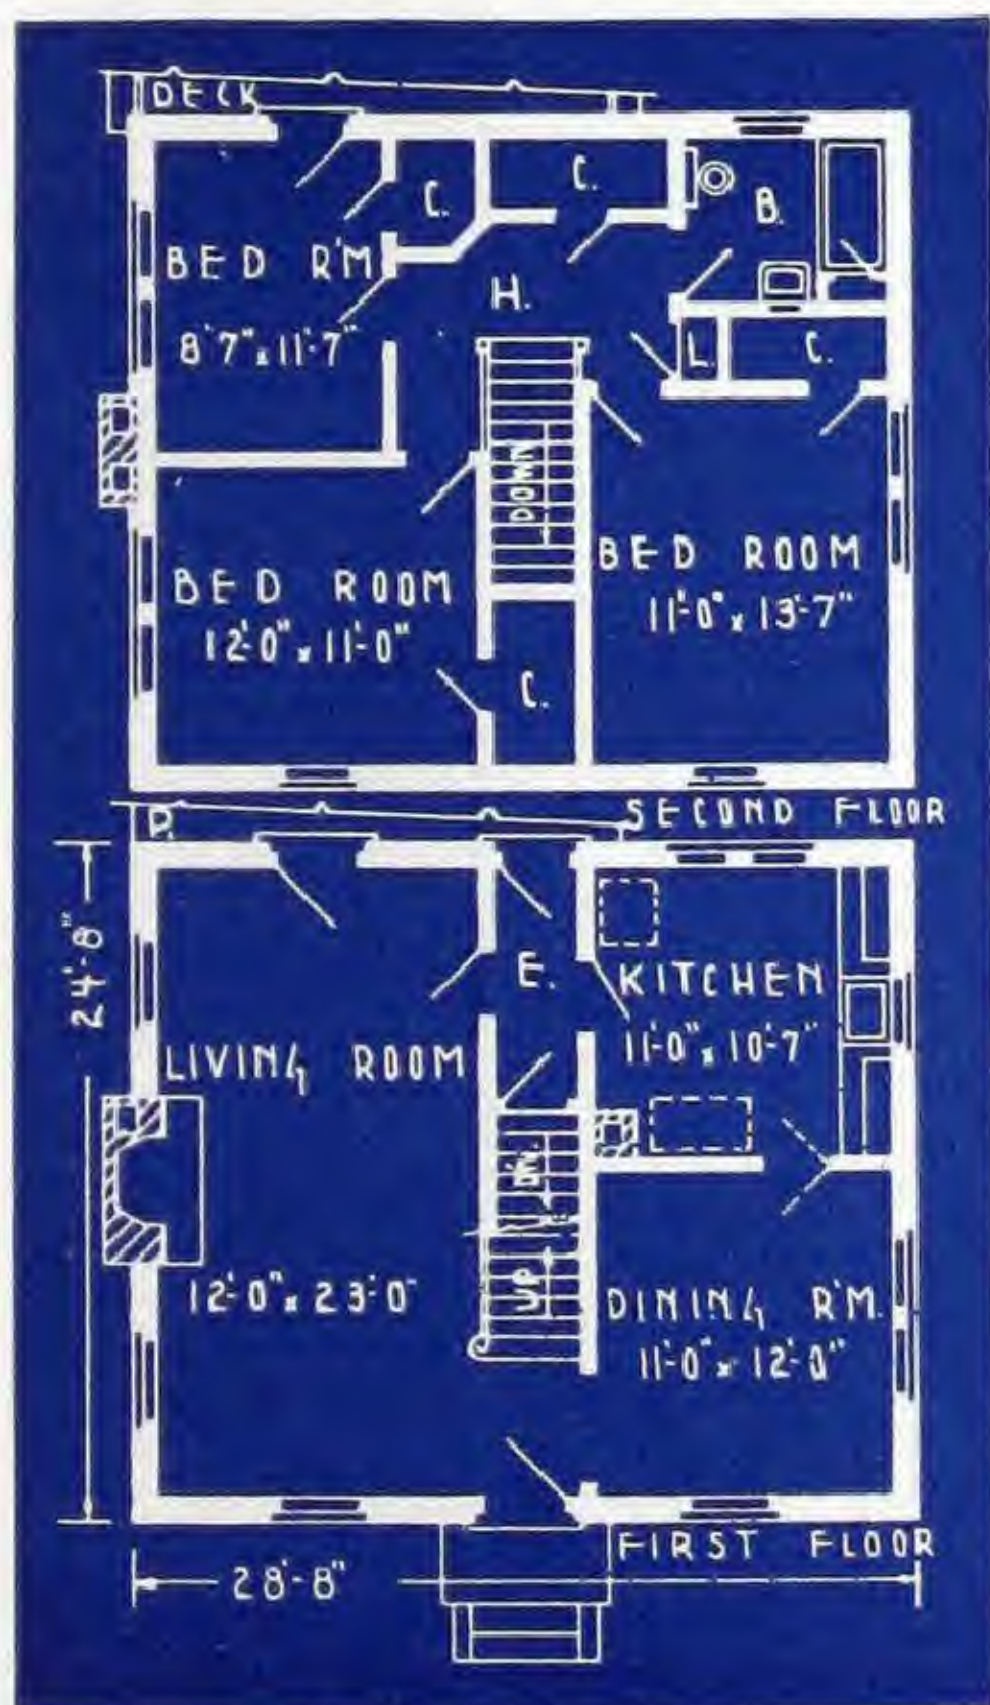 DECK
C.
C.
B.
BED R'M
8'7" x 11'-7"
H.
L.
C.
DOWN
BED ROOM
12'-0" x 11'-0"
BED ROOM
11'-0" x 13'-7"
C.
SECOND FLOOR
P.
24'-8"
E.
KITCHEN
11'-0" x 10'-7"
LIVING ROOM
12'-0" x 23'-0"
DN.
UP
DINING R'M.
11'-0" x 12'-0"
FIRST FLOOR
28'-8"